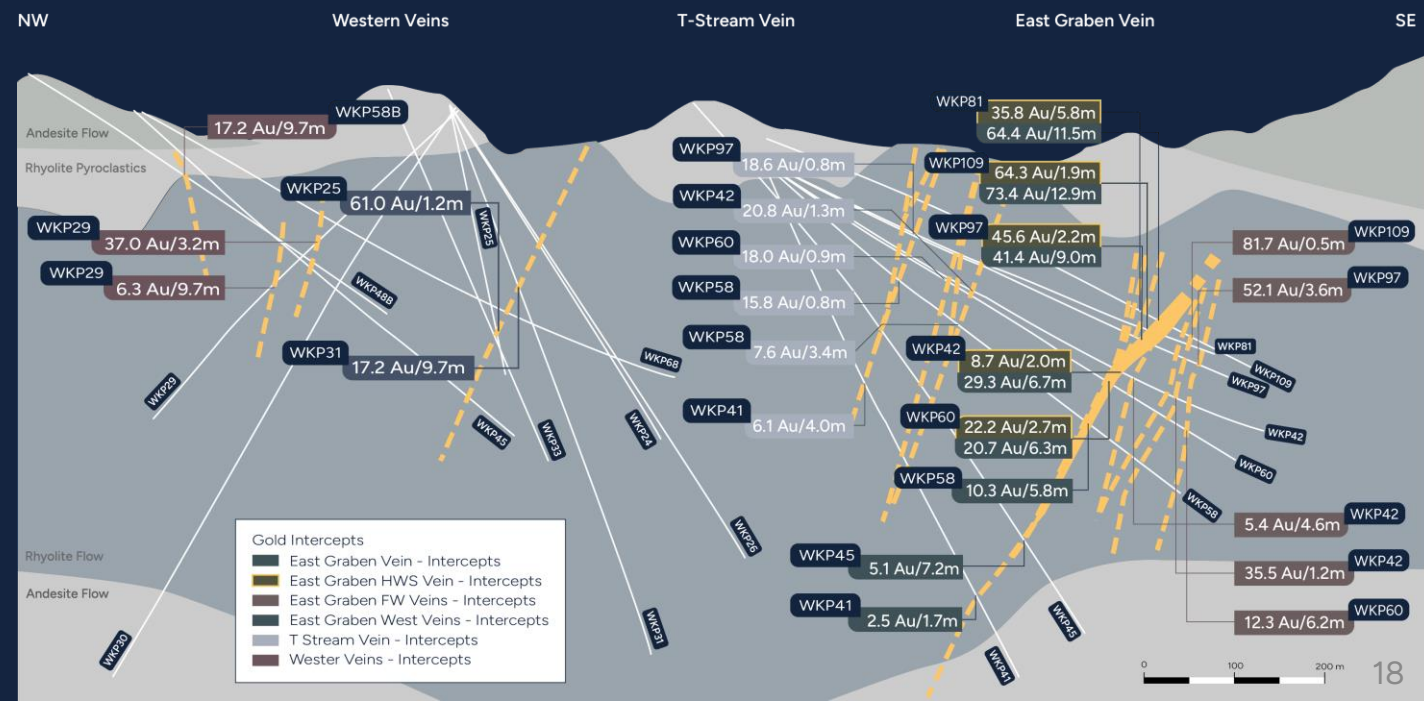 NW
Western Veins
T-Stream Vein
East Graben Vein
SE
Andesite Flow
Rhyolite Pyroclastics
WKP58B
17.2 Au/9.7m
WKP25
61.0 Au/1.2m
WKP29
37.0 Au/3.2m
WKP29
6.3 Au/9.7m
WKP31
17.2 Au/9.7m
WKP25
WKP48B
WKP29
WKP68
WKP45
WKP33
WKP24
WKP26
WKP30
WKP31
WKP97
18.6 Au/0.8m
WKP42
20.8 Au/1.3m
WKP60
18.0 Au/0.9m
WKP58
15.8 Au/0.8m
WKP58
7.6 Au/3.4m
WKP41
6.1 Au/4.0m
WKP81
35.8 Au/5.8m
64.4 Au/11.5m
WKP109
64.3 Au/1.9m
73.4 Au/12.9m
WKP97
45.6 Au/2.2m
41.4 Au/9.0m
WKP42
8.7 Au/2.0m
29.3 Au/6.7m
WKP60
22.2 Au/2.7m
20.7 Au/6.3m
WKP58
10.3 Au/5.8m
WKP45
5.1 Au/7.2m
WKP41
2.5 Au/1.7m
WKP109
81.7 Au/0.5m
WKP97
52.1 Au/3.6m
WKP81
WKP109
WKP97
WKP42
WKP60
WKP58
WKP42
5.4 Au/4.6m
WKP42
35.5 Au/1.2m
WKP60
12.3 Au/6.2m
WKP45
WKP41
Rhyolite Flow
Andesite Flow
Gold Intercepts
East Graben Vein - Intercepts
East Graben HWS Vein - Intercepts
East Graben FW Veins - Intercepts
East Graben West Veins - Intercepts
T Stream Vein - Intercepts
Wester Veins - Intercepts
0 100 200 m
18